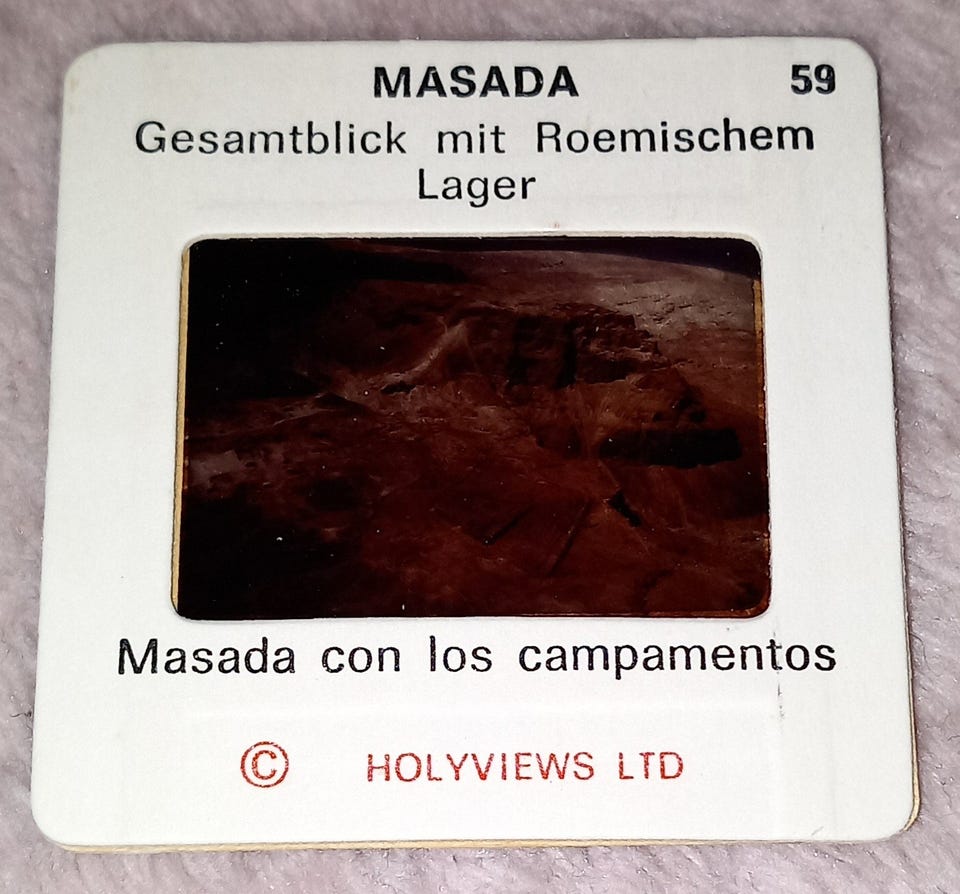 MASADA 59
Gesamtblick mit Roemischem
Lager
Masada con los campamentos
© HOLYVIEWS LTD